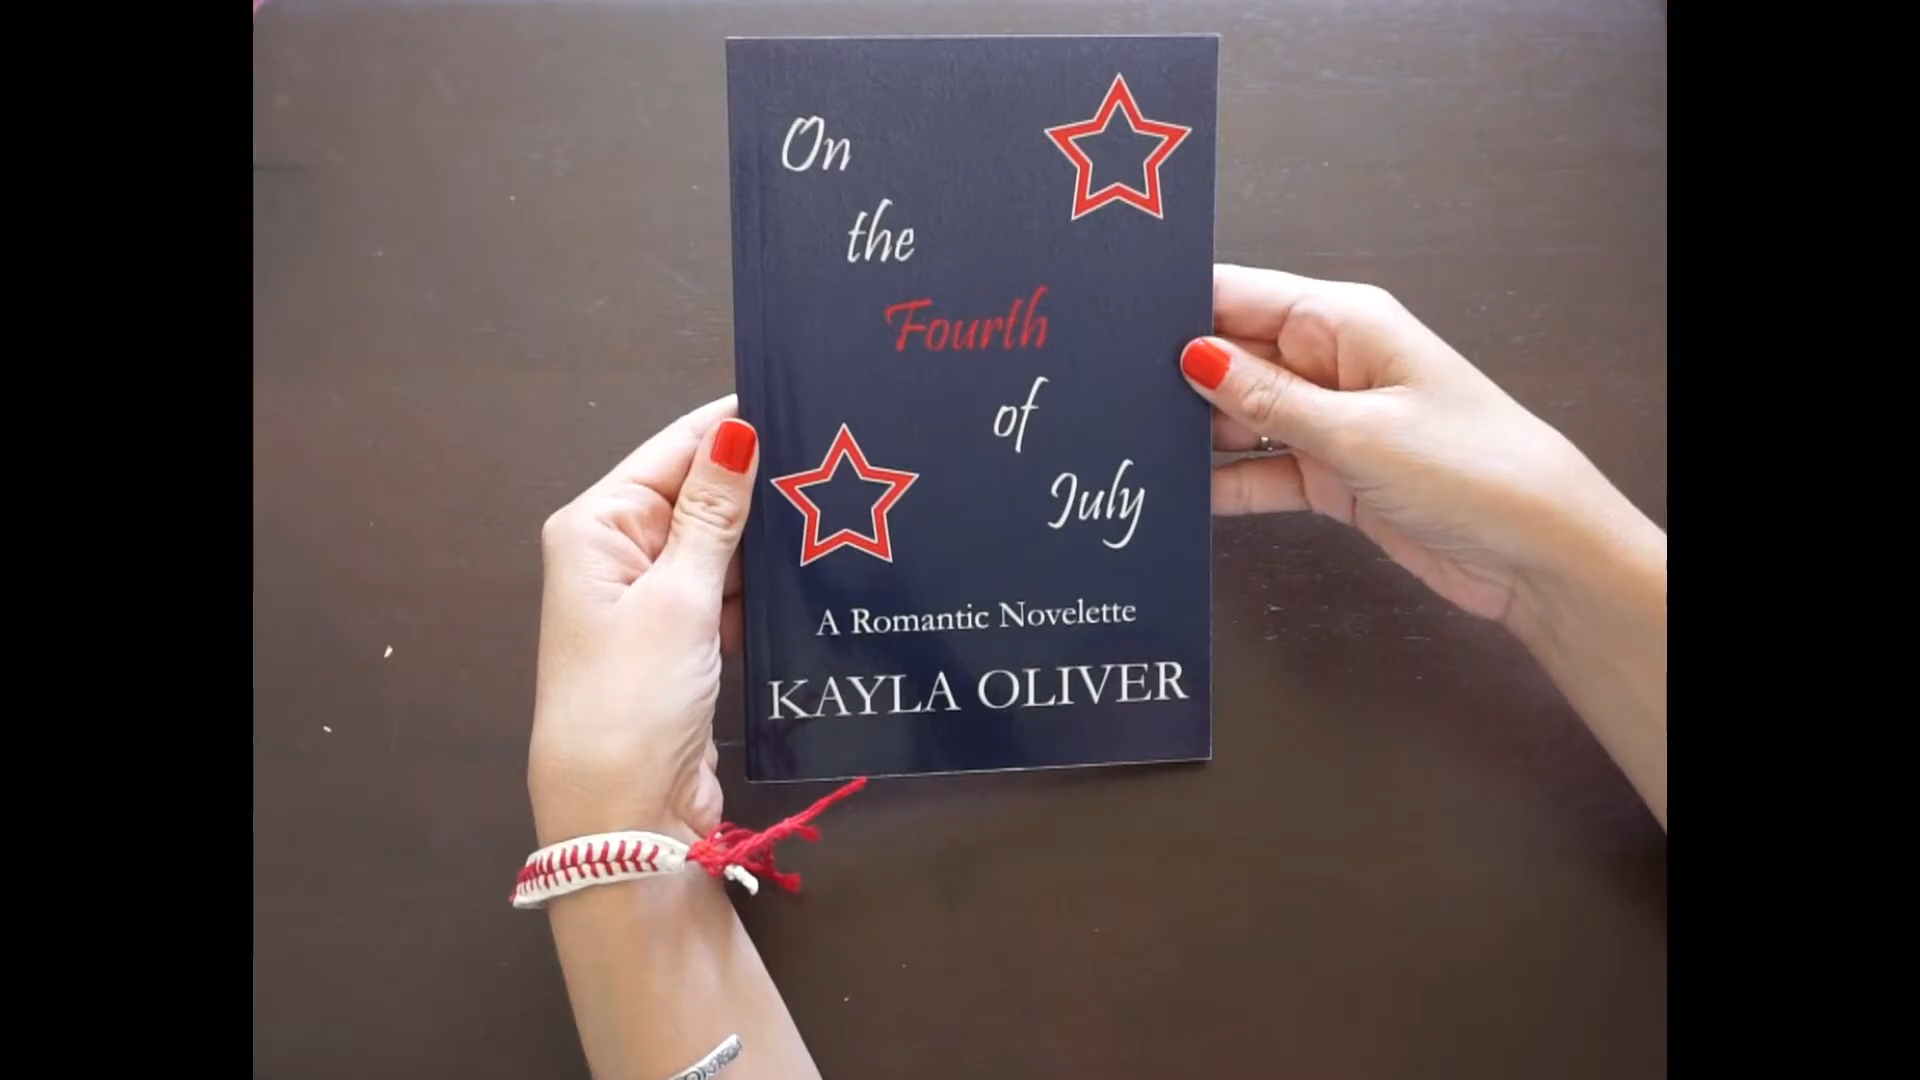 On
the
Fourth
of
July
A Romantic Novelette
KAYLA OLIVER